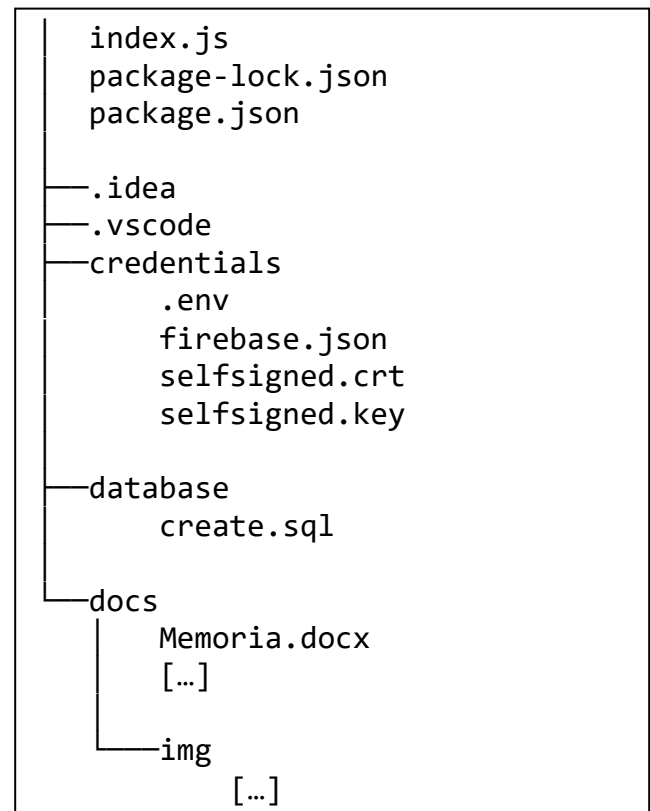 index.js
package-lock.json
package.json
.idea
.vscode
credentials
.env
firebase.json
selfsigned.crt
selfsigned.key
database
create.sql
docs
Memoria.docx
[…]
img
[…]